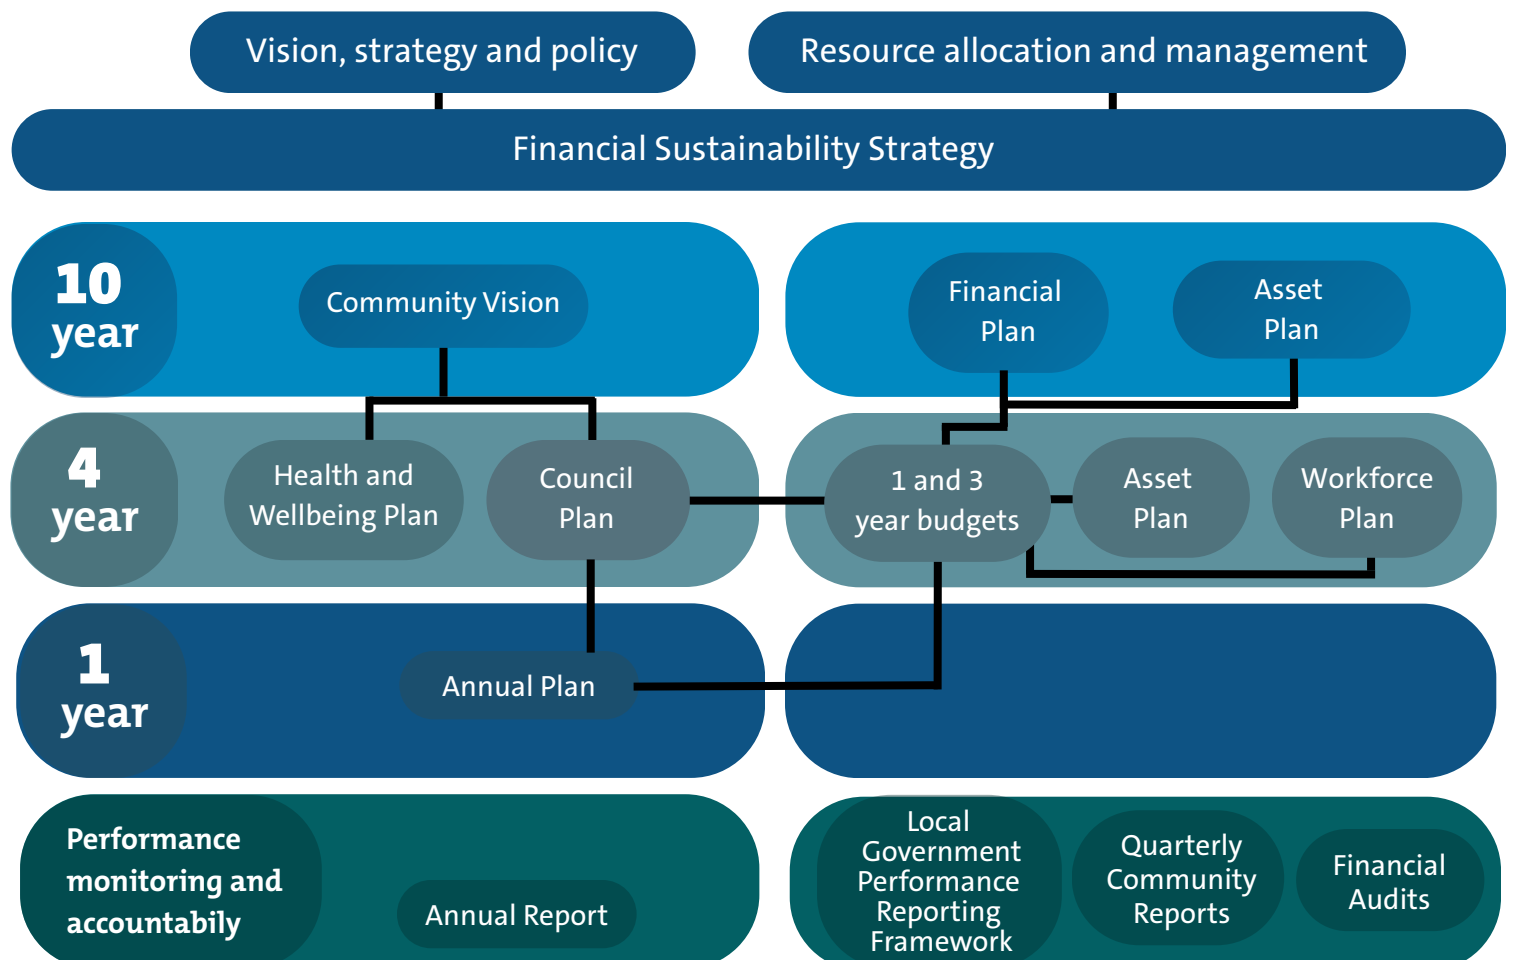 Vision, strategy and policy
Resource allocation and management
Financial Sustainability Strategy
10
year
Community Vision
Financial
Plan
Asset
Plan
4
year
Health and
Wellbeing Plan
Council
Plan
1 and 3
year budgets
Asset
Plan
Workforce
Plan
1
year
Annual Plan
Performance
monitoring and
accountabily
Annual Report
Local
Government
Performance
Reporting
Framework
Quarterly
Community
Reports
Financial
Audits